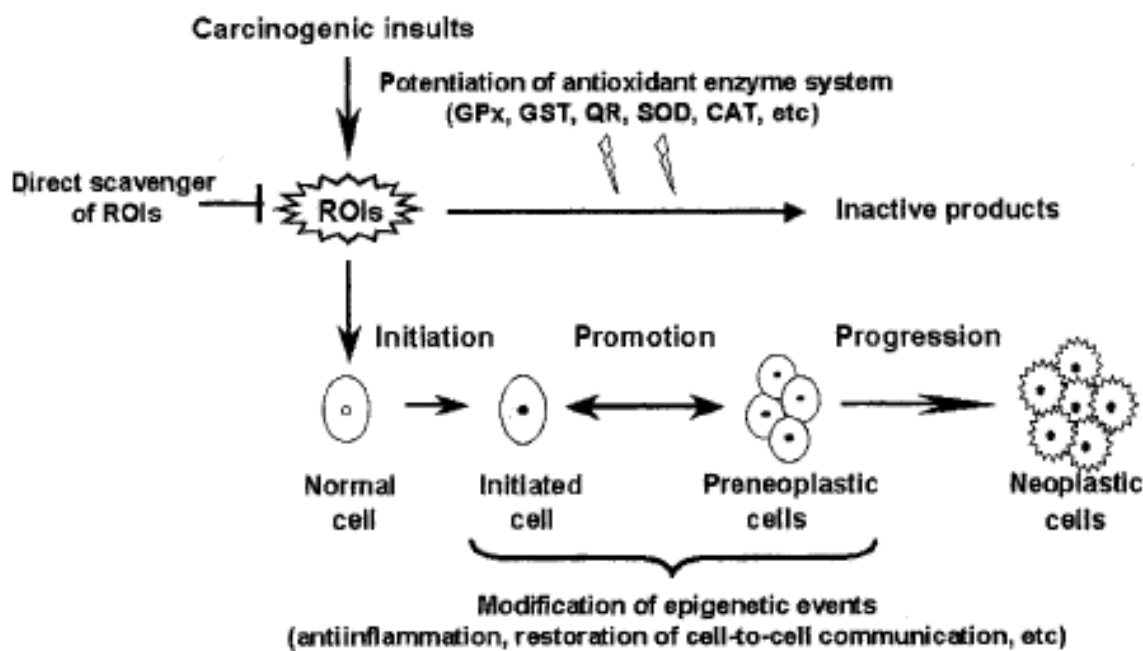 Carcinogenic insults
Potentiation of antioxidant enzyme system
(GPx, GST, QR, SOD, CAT, etc)
Direct scavenger
of ROIs
ROIs
Inactive products
Initiation
Promotion
Progression
Normal
cell
Initiated
cell
Preneoplastic
cells
Neoplastic
cells
Modification of epigenetic events
(antiinflammation, restoration of cell-to-cell communication, etc)